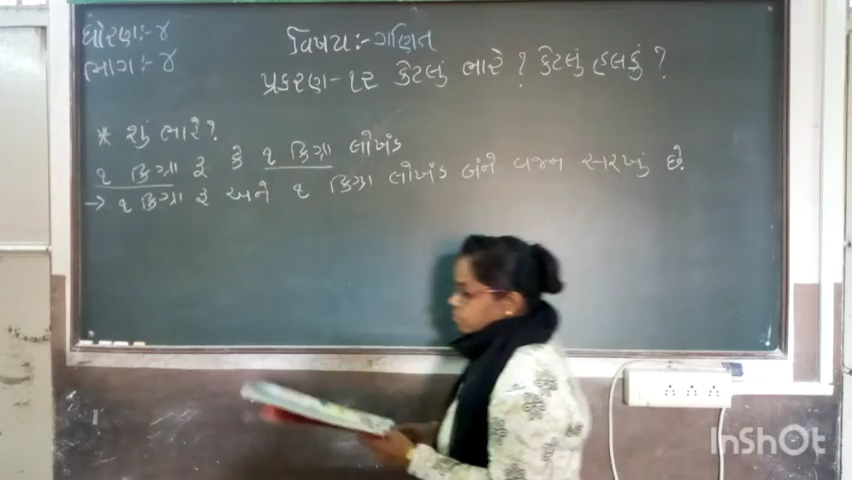 ધોરણ:- ૪
ભાગ:- ૪
વિષય:- ગણિત
પ્રકરણ-૧૨ કેટલું ભારે ? કેટલું હલકું ?
* શું ભારે ?
૧ કિગ્રા રૂ કે ૧ કિગ્રા લોખંડ
→ ૧ કિગ્રા રૂ અને ૧ કિગ્રા લોખંડ બંને વજન સરખું છે.
InShOt